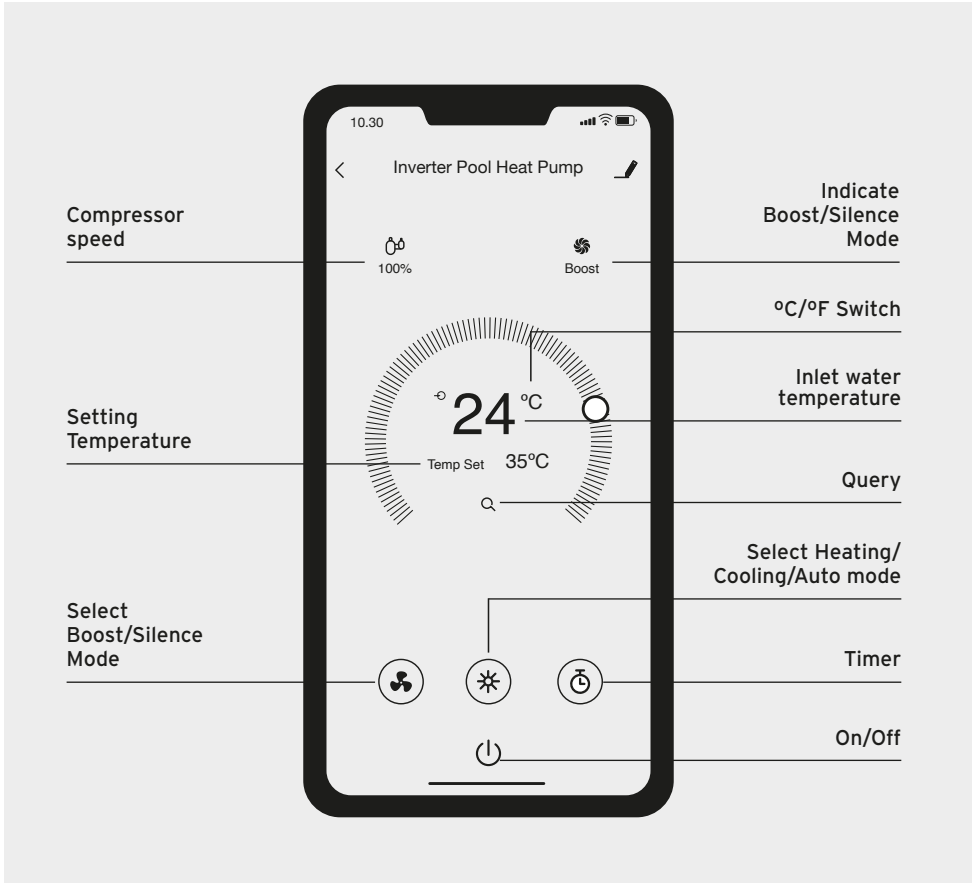 10.30
Inverter Pool Heat Pump
Compressor
speed
100%
Boost
Indicate
Boost/Silence
Mode
ºC/ºF Switch
Inlet water
temperature
24 ºC
Setting
Temperature
Temp Set 35ºC
Query
Select Heating/
Cooling/Auto mode
Select
Boost/Silence
Mode
Timer
On/Off